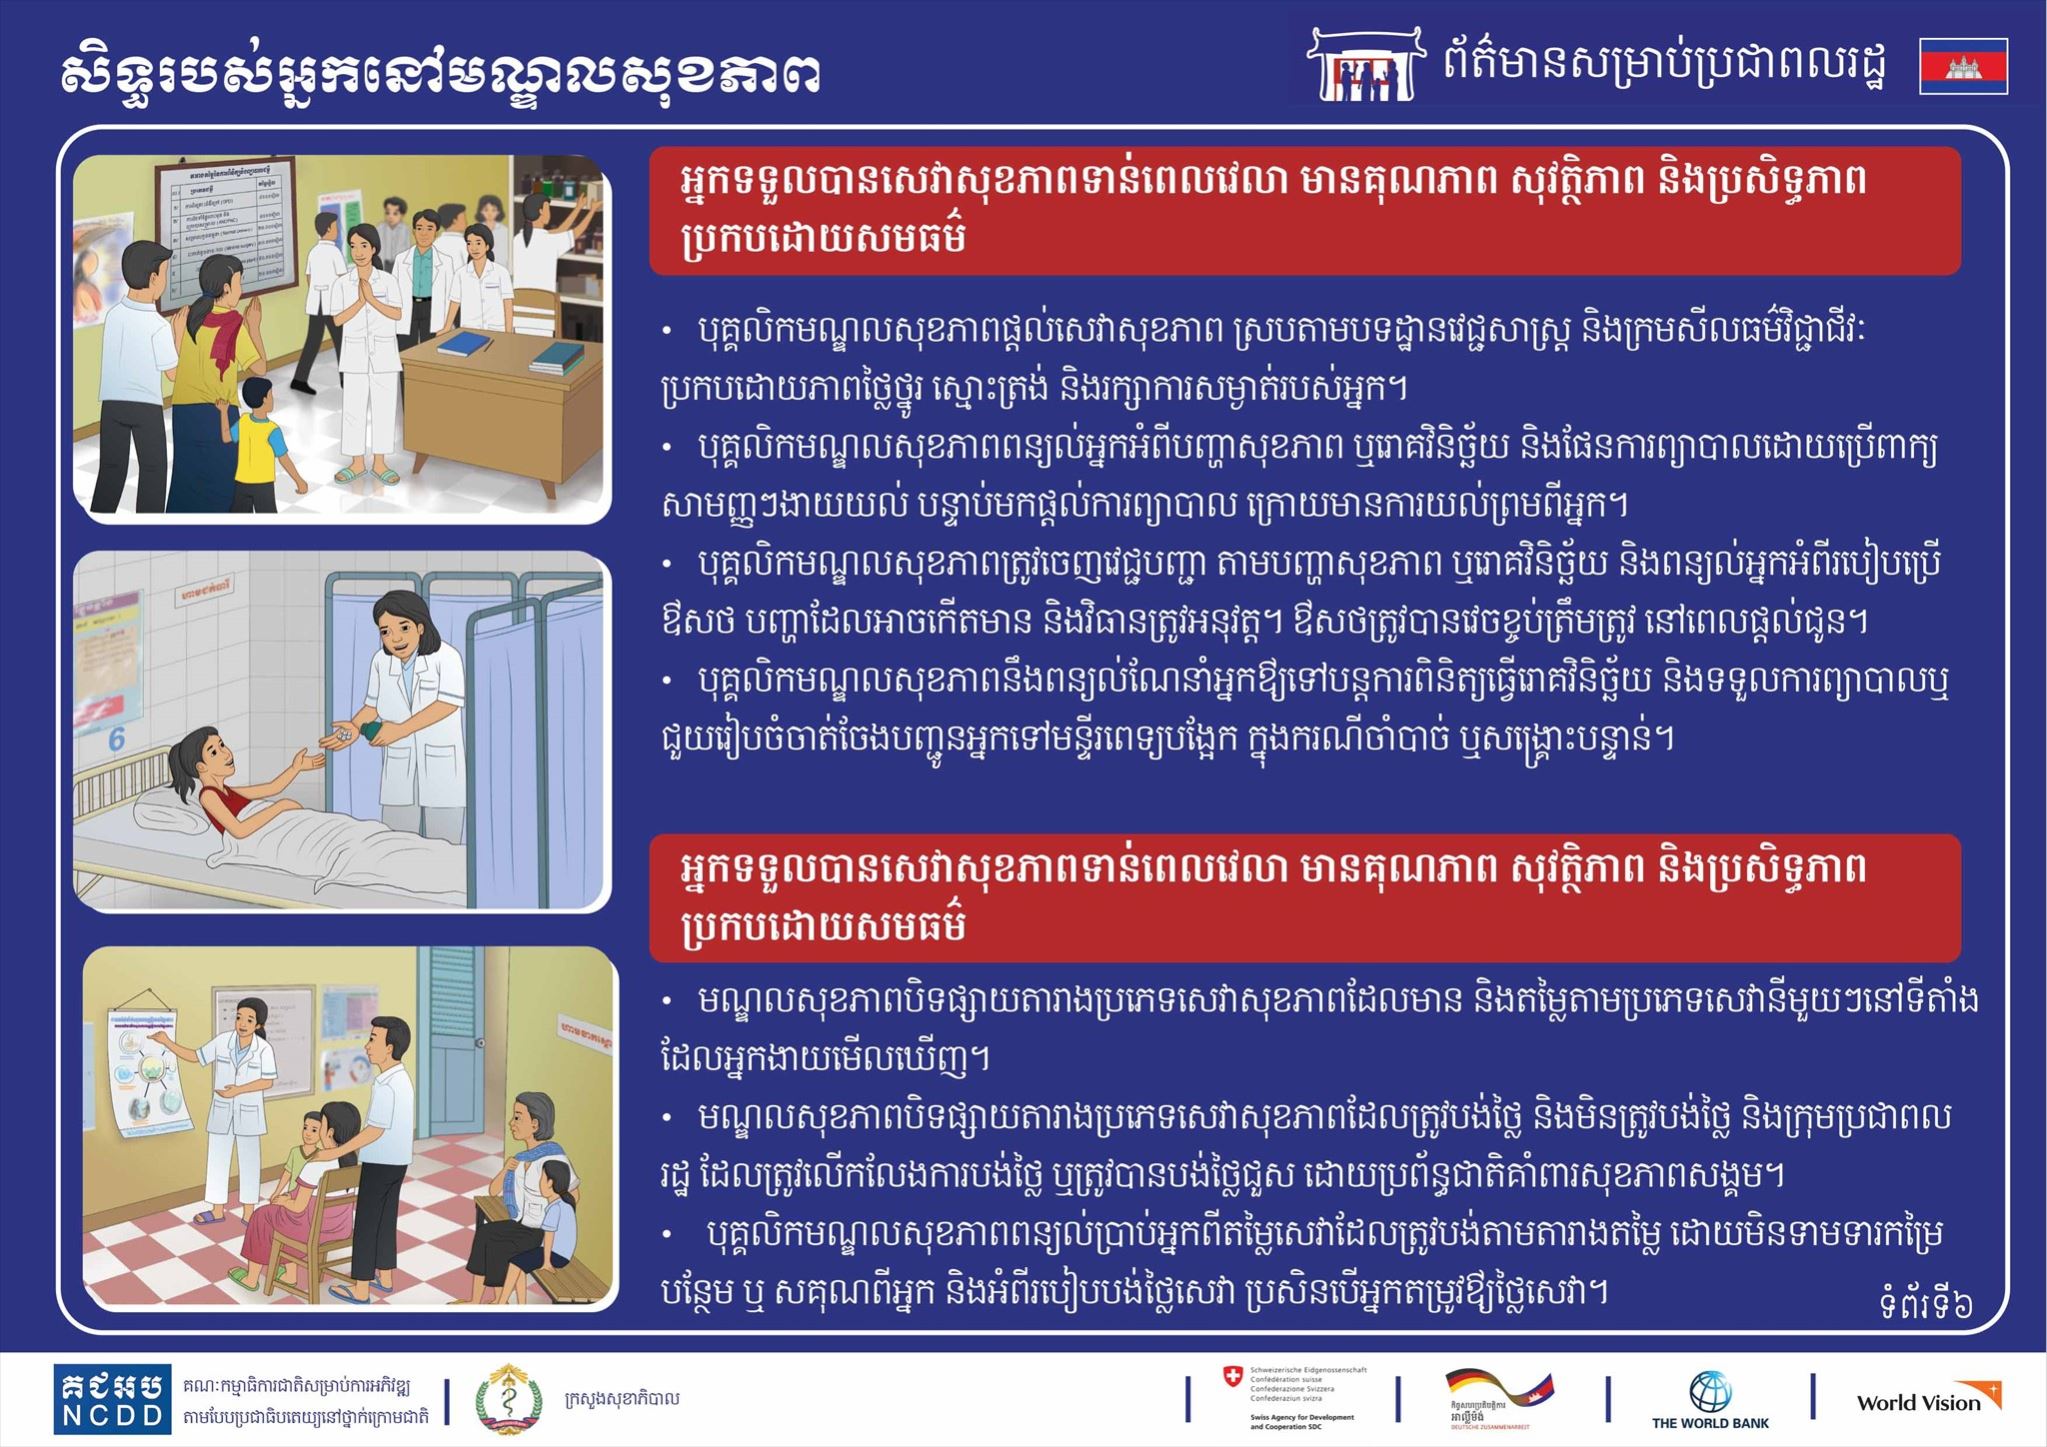 សិទ្ធរបស់អ្នកនៅមណ្ឌលសុខភាព
ព័ត៌មានសម្រាប់ប្រជាពលរដ្ឋ
អ្នកទទួលបានសេវាសុខភាពទាន់ពេលវេលា មានគុណភាព សុវត្ថិភាព និងប្រសិទ្ធភាព
ប្រកបដោយសមធម៌
• បុគ្គលិកមណ្ឌលសុខភាពផ្តល់សេវាសុខភាព ស្របតាមបទដ្ឋានវេជ្ជសាស្ត្រ និងក្រមសីលធម៌វិជ្ជាជីវៈ
ប្រកបដោយភាពថ្លៃថ្នូរ ស្មោះត្រង់ និងរក្សាការសម្ងាត់របស់អ្នក។
• បុគ្គលិកមណ្ឌលសុខភាពពន្យល់អ្នកអំពីបញ្ហាសុខភាព ឬរោគវិនិច្ឆ័យ និងផែនការព្យាបាលដោយប្រើពាក្យ
សាមញ្ញៗងាយយល់ បន្ទាប់មកផ្តល់ការព្យាបាល ក្រោយមានការយល់ព្រមពីអ្នក។
• បុគ្គលិកមណ្ឌលសុខភាពត្រូវចេញវេជ្ជបញ្ជា តាមបញ្ហាសុខភាព ឬរោគវិនិច្ឆ័យ និងពន្យល់អ្នកអំពីរបៀបប្រើ
ឱសថ បញ្ហាដែលអាចកើតមាន និងវិធានត្រូវអនុវត្ត។ ឱសថត្រូវបានវេចខ្ចប់ត្រឹមត្រូវ នៅពេលផ្តល់ជូន។
• បុគ្គលិកមណ្ឌលសុខភាពនឹងពន្យល់ណែនាំអ្នកឱ្យទៅបន្តការពិនិត្យធ្វើរោគវិនិច្ឆ័យ និងទទួលការព្យាបាលឬ
ជួយរៀបចំចាត់ចែងបញ្ជូនអ្នកទៅមន្ទីរពេទ្យបង្អែក ក្នុងករណីចាំបាច់ ឬសង្គ្រោះបន្ទាន់។
6
អ្នកទទួលបានសេវាសុខភាពទាន់ពេលវេលា មានគុណភាព សុវត្ថិភាព និងប្រសិទ្ធភាព
ប្រកបដោយសមធម៌
• មណ្ឌលសុខភាពបិទផ្សាយតារាងប្រភេទសេវាសុខភាពដែលមាន និងតម្លៃតាមប្រភេទសេវានីមួយៗនៅទីតាំង
ដែលអ្នកងាយមើលឃើញ។
• មណ្ឌលសុខភាពបិទផ្សាយតារាងប្រភេទសេវាសុខភាពដែលត្រូវបង់ថ្លៃ និងមិនត្រូវបង់ថ្លៃ និងក្រុមប្រជាពល
រដ្ឋ ដែលត្រូវលើកលែងការបង់ថ្លៃ ឬត្រូវបានបង់ថ្លៃជួស ដោយប្រព័ន្ធជាតិគាំពារសុខភាពសង្គម។
• បុគ្គលិកមណ្ឌលសុខភាពពន្យល់ប្រាប់អ្នកពីតម្លៃសេវាដែលត្រូវបង់តាមតារាងតម្លៃ ដោយមិនទាមទារកម្រៃ
បន្ថែម ឬ សគុណពីអ្នក និងអំពីរបៀបបង់ថ្លៃសេវា ប្រសិនបើអ្នកតម្រូវឱ្យថ្លៃសេវា។
ទំព័រទី៦
គជអប
NCDD
គណៈកម្មាធិការជាតិសម្រាប់ការអភិវឌ្ឍ
តាមបែបប្រជាធិបតេយ្យនៅថ្នាក់ក្រោមជាតិ
ក្រសួងសុខាភិបាល
Schweizerische Eidgenossenschaft
Confédération suisse
Confederazione Svizzera
Confederaziun svizra
Swiss Agency for Development
and Cooperation SDC
កិច្ចសហប្រតិបត្តិការ
អាល្លឺម៉ង់
DEUTSCHE ZUSAMMENARBEIT
THE WORLD BANK
World Vision